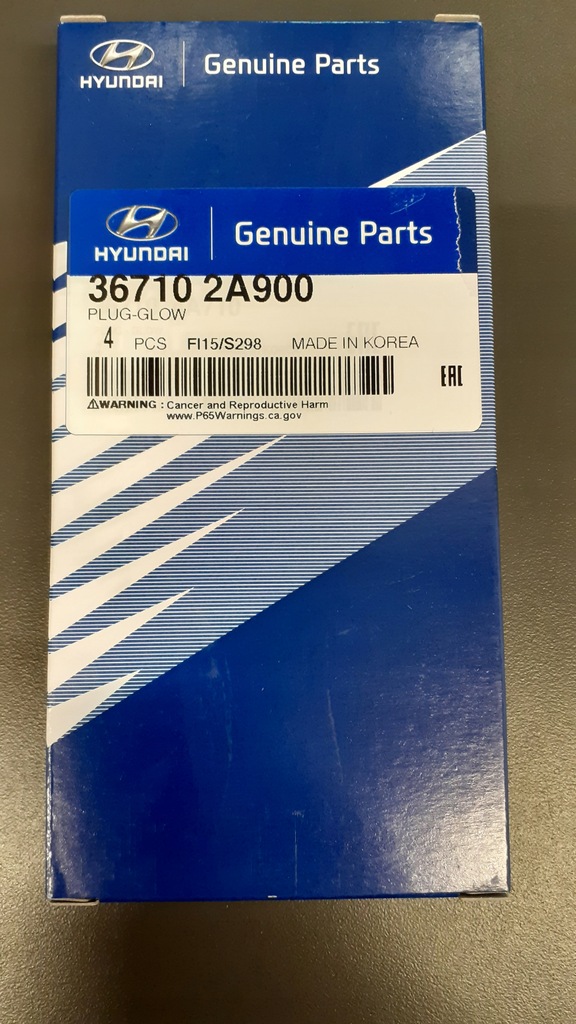 HYUNDAI Genuine Parts
HYUNDAI Genuine Parts
36710 2A900
PLUG-GLOW
4 PCS FI15/S298 MADE IN KOREA
EAC
⚠WARNING : Cancer and Reproductive Harm
www.P65Warnings.ca.gov